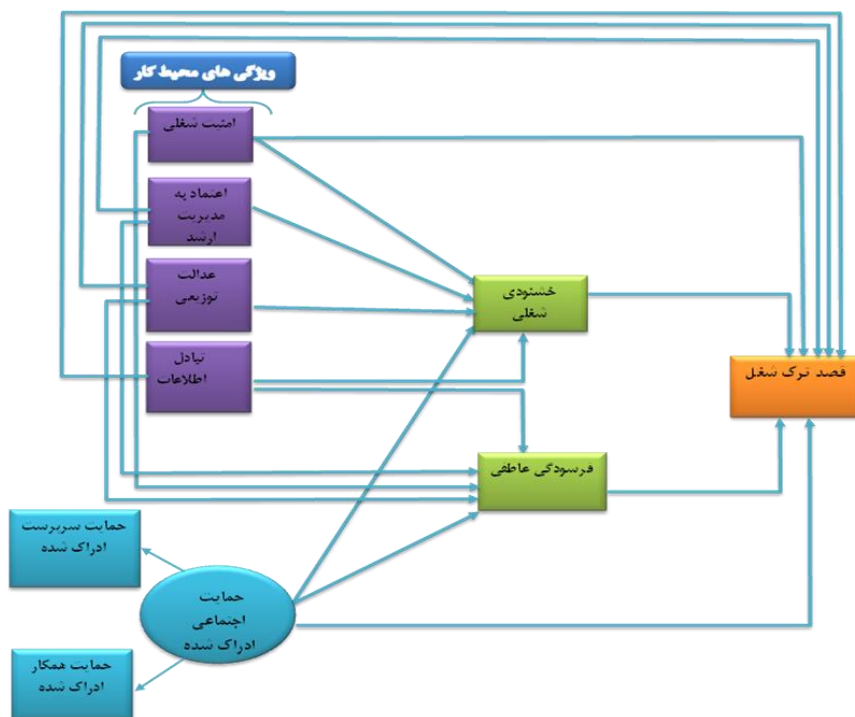 ویژگی های محیط کار
امنیت شغلی
اعتماد به
مدیریت
ارشد
عدالت
توزیعی
تبادل
اطلاعات
خشنودی
شغلی
قصد ترک شغل
فرسودگی عاطفی
حمایت سرپرست
ادراک شده
حمایت
اجتماعی
ادراک شده
حمایت همکار
ادراک شده